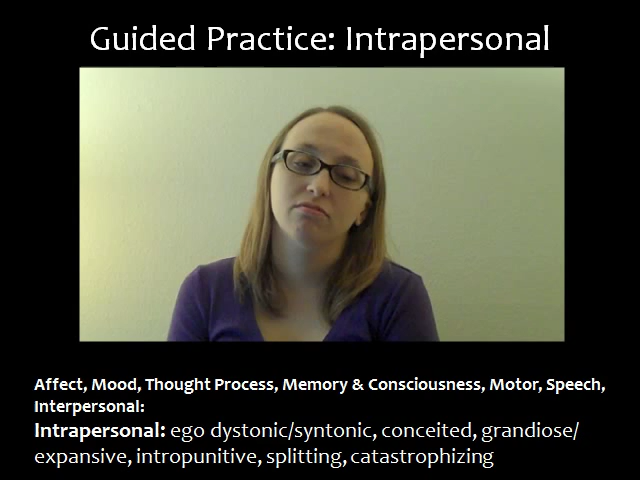 Guided Practice: Intrapersonal
Affect, Mood, Thought Process, Memory & Consciousness, Motor, Speech,
Interpersonal:
Intrapersonal: ego dystonic/syntonic, conceited, grandiose/
expansive, intropunitive, splitting, catastrophizing